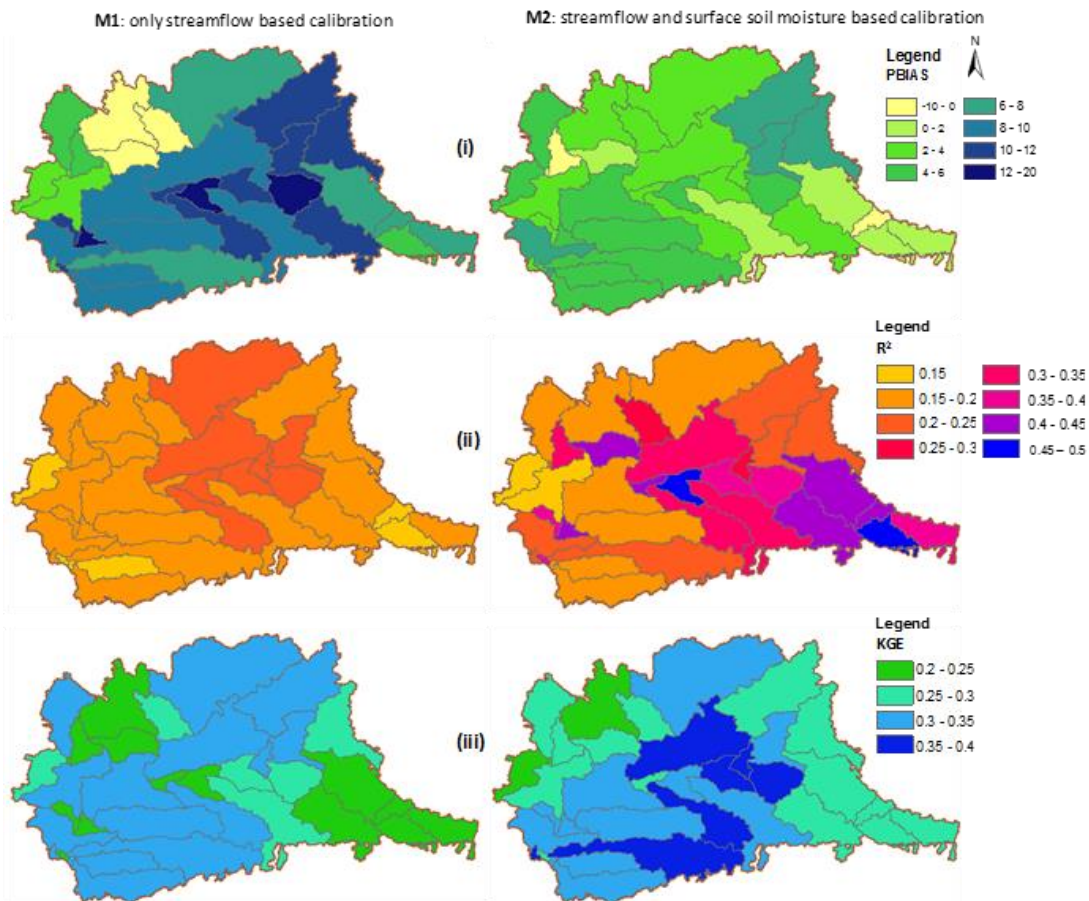 M1: only streamflow based calibration
M2: streamflow and surface soil moisture based calibration
Legend
PBIAS
N
-10 - 0
0 - 2
2 - 4
4 - 6
6 - 8
8 - 10
10 - 12
12 - 20
(i)
Legend
R²
0.15
0.15 - 0.2
0.2 - 0.25
0.25 - 0.3
0.3 - 0.35
0.35 - 0.4
0.4 - 0.45
0.45 – 0.5
(ii)
Legend
KGE
0.2 - 0.25
0.25 - 0.3
0.3 - 0.35
0.35 - 0.4
(iii)